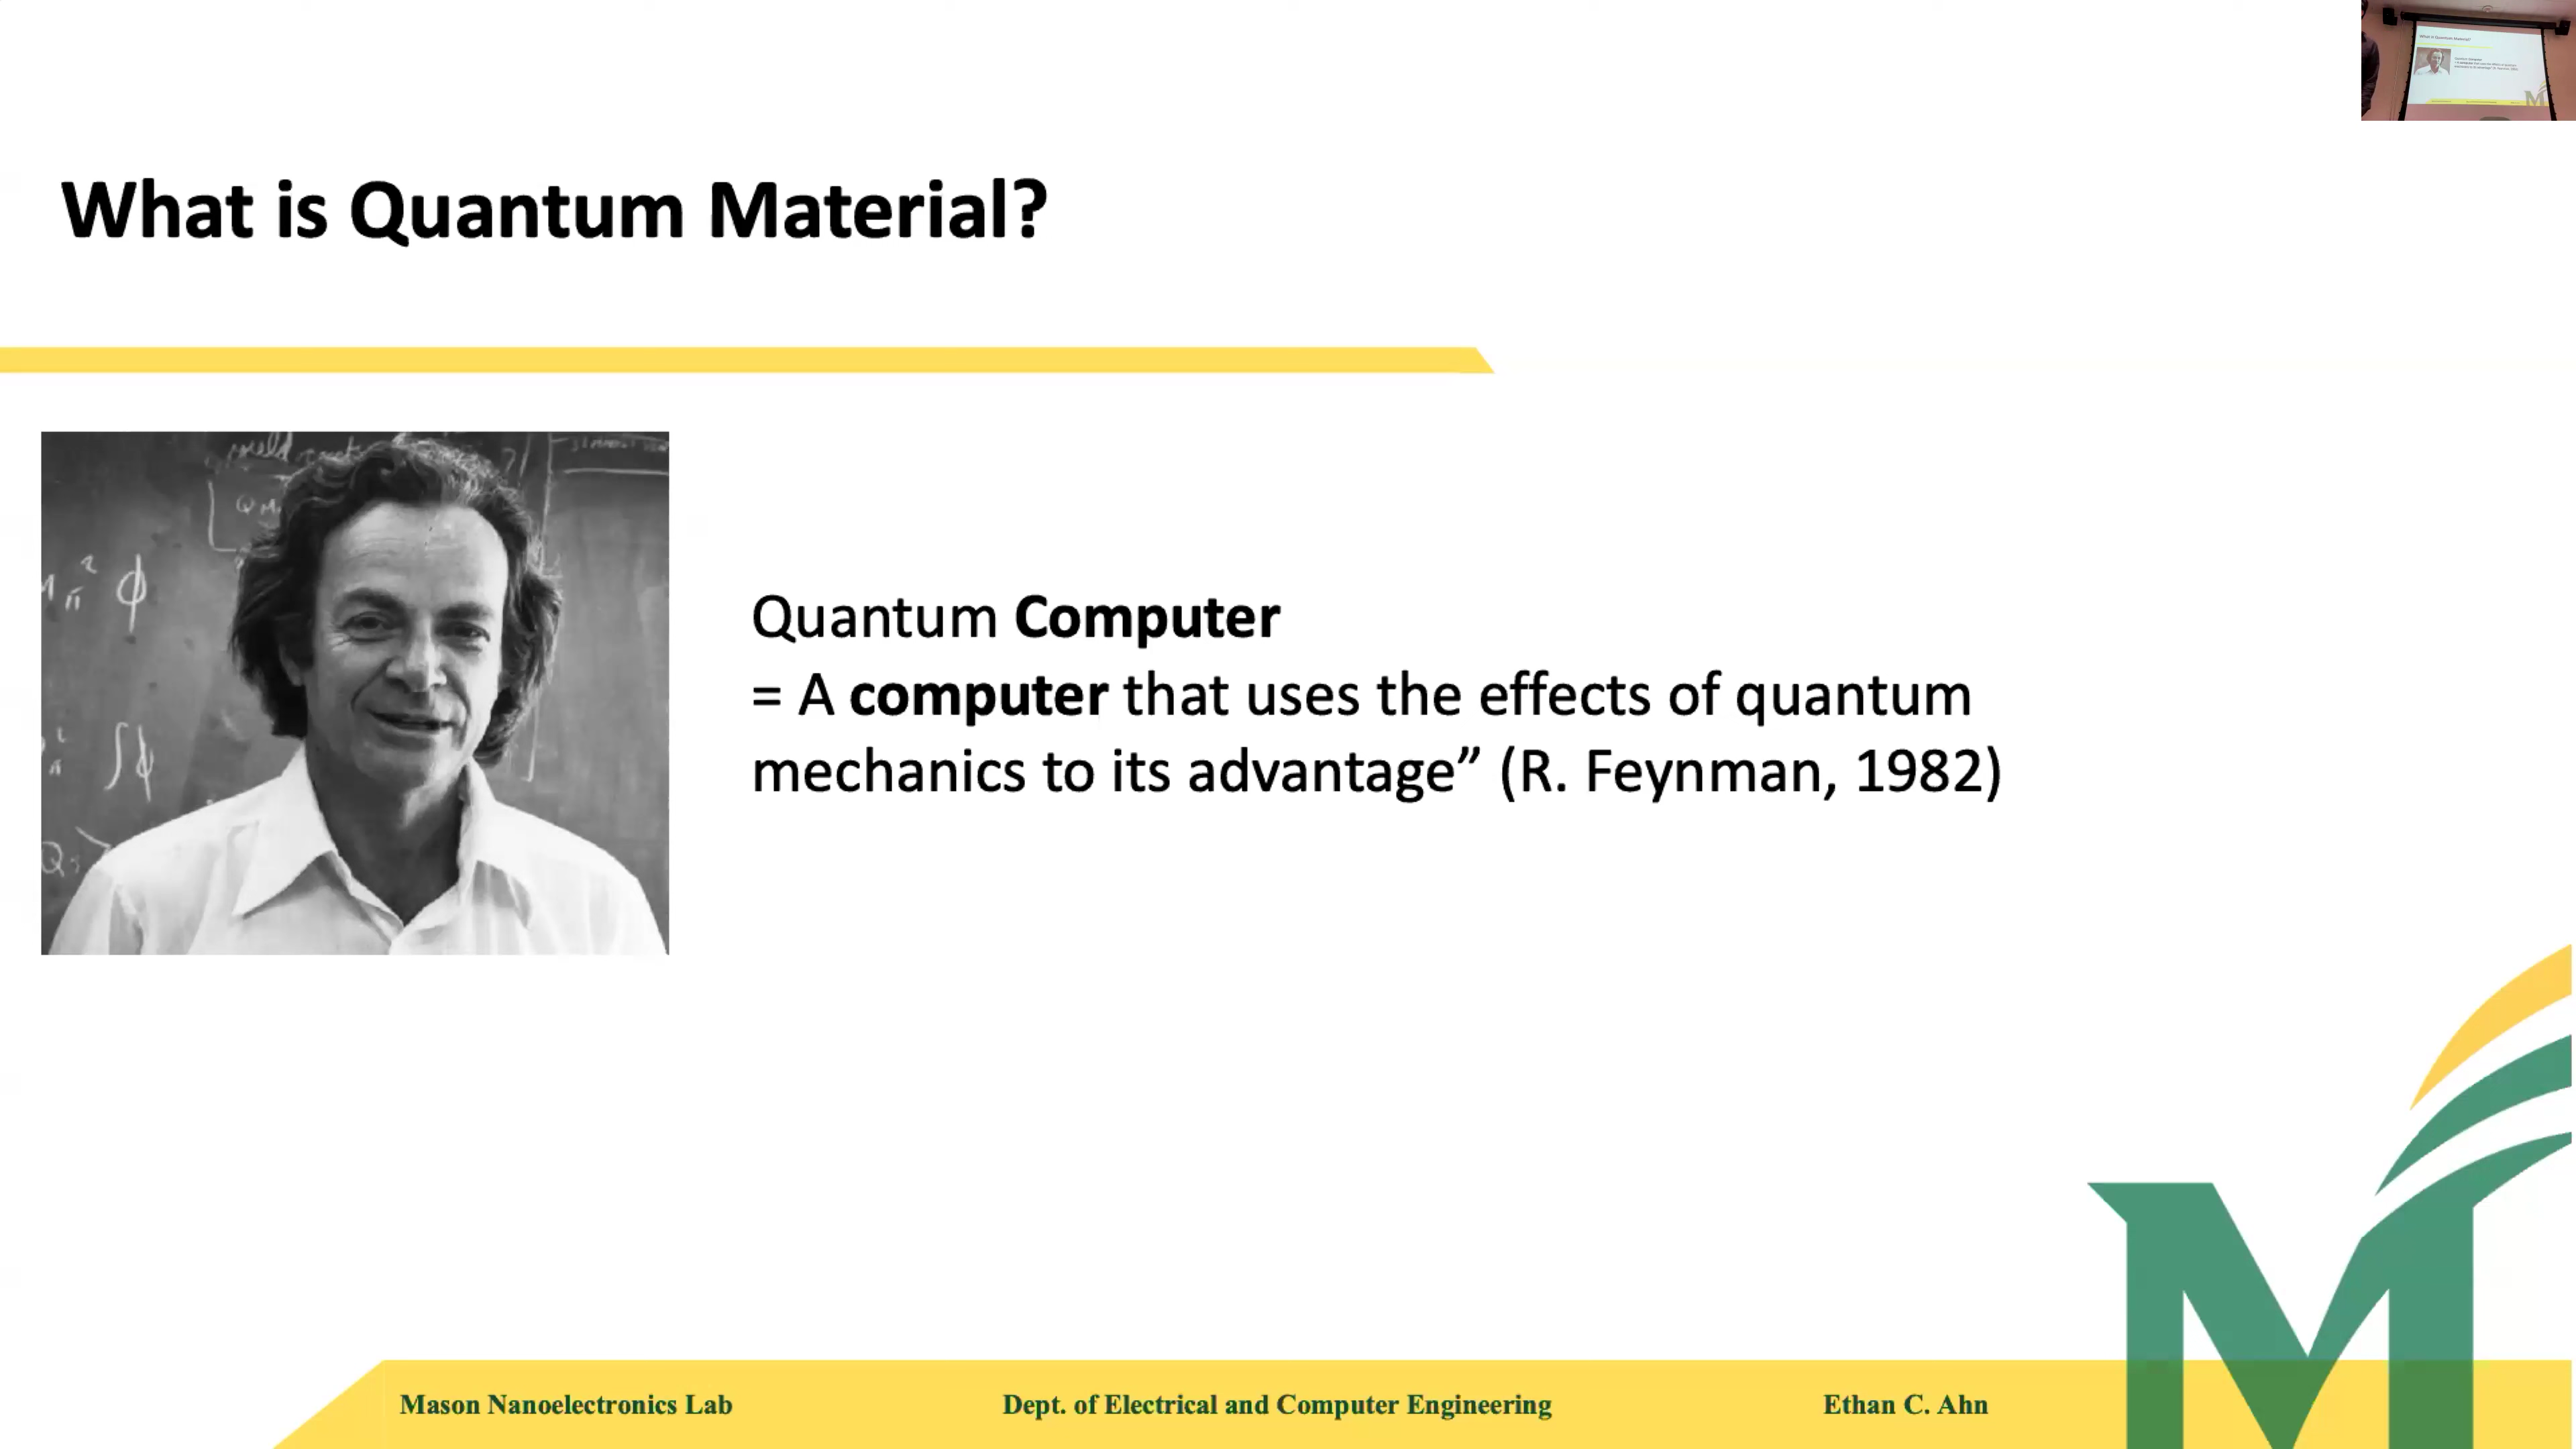 What is Quantum Material?
Quantum Computer
= A computer that uses the effects of quantum
mechanics to its advantage” (R. Feynman, 1982)
Mason Nanoelectronics Lab
Dept. of Electrical and Computer Engineering
Ethan C. Ahn
M